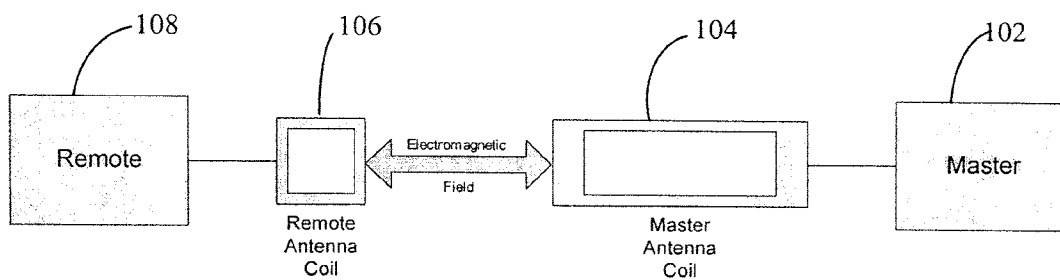 108
106
104
102
Remote
Electromagnetic
Field
Master
Remote
Antenna
Coil
Master
Antenna
Coil